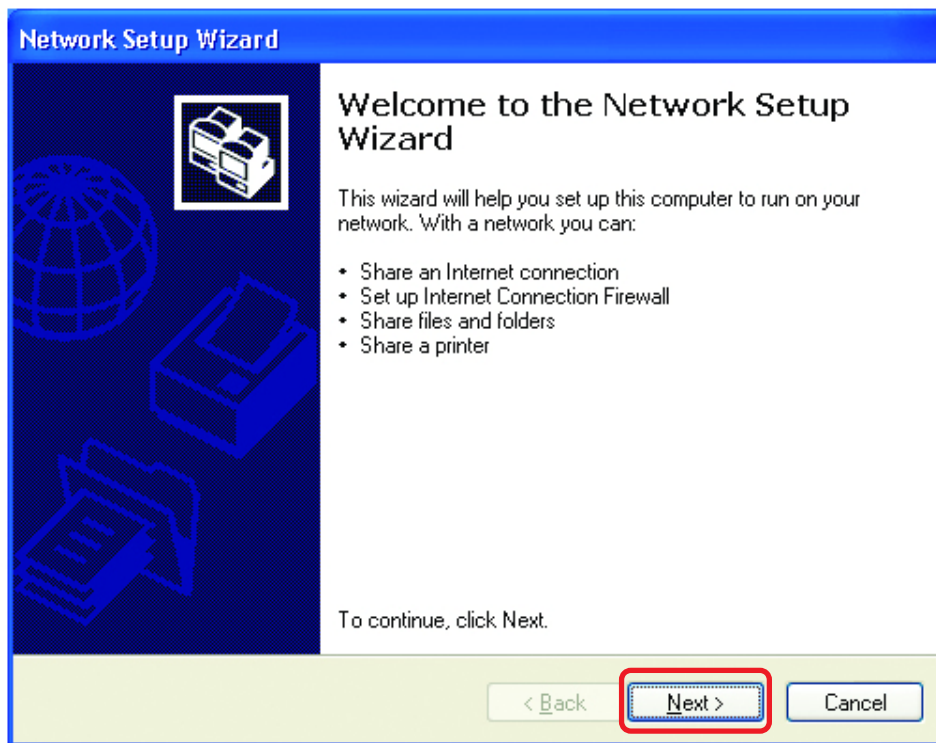 Network Setup Wizard
Welcome to the Network Setup
Wizard
This wizard will help you set up this computer to run on your
network. With a network you can:
• Share an Internet connection
• Set up Internet Connection Firewall
• Share files and folders
• Share a printer
To continue, click Next.
< Back Next > Cancel